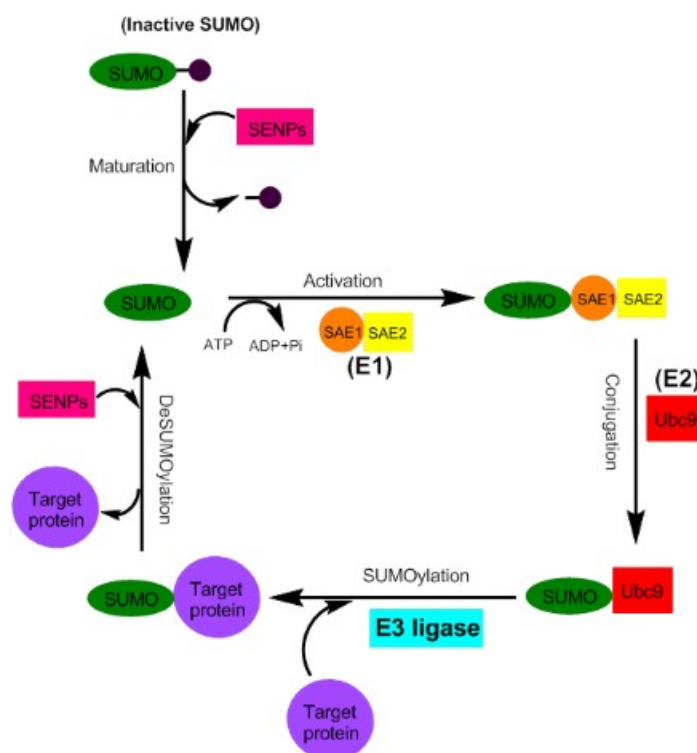 (Inactive SUMO)
SUMO
SENPs
Maturation
SUMO
Activation
ATP
ADP+Pi
SAE1 SAE2
(E1)
SUMO SAE1 SAE2
Conjugation
(E2)
Ubc9
SENPs
DeSUMOylation
Target
protein
SUMO
Target
protein
SUMOylation
E3 ligase
Target
protein
SUMO
Ubc9